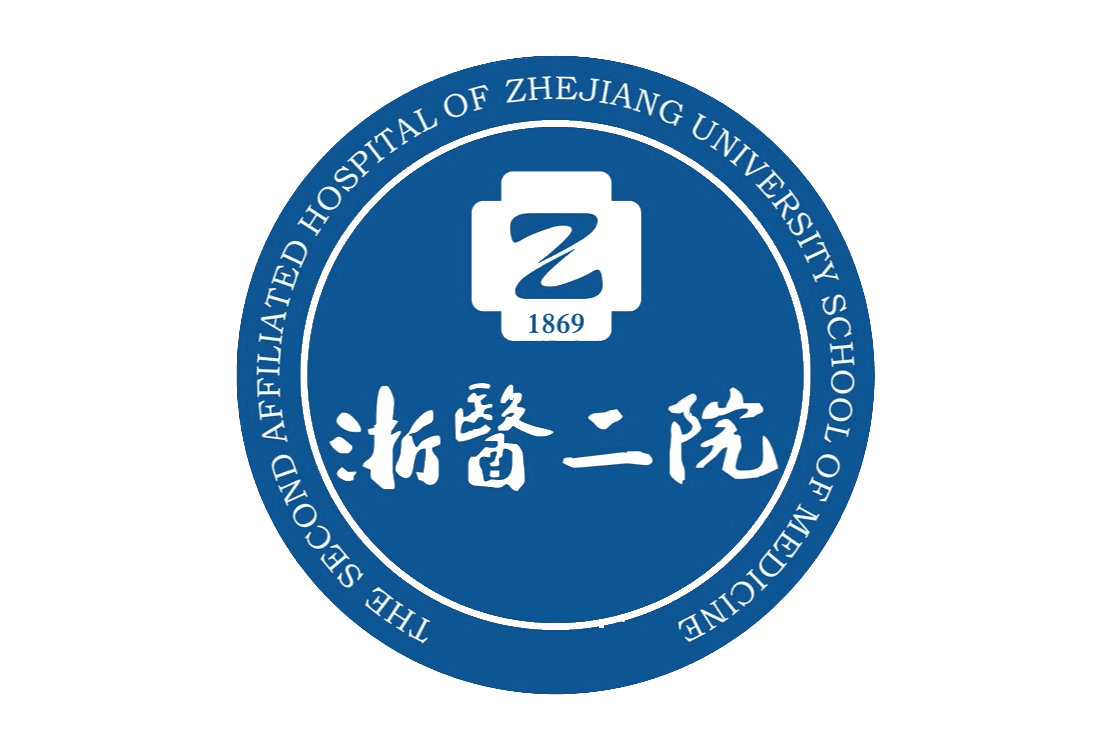 THE SECOND AFFILIATED HOSPITAL OF ZHEJIANG UNIVERSITY SCHOOL OF MEDICINE
Z
1869
浙醫二院